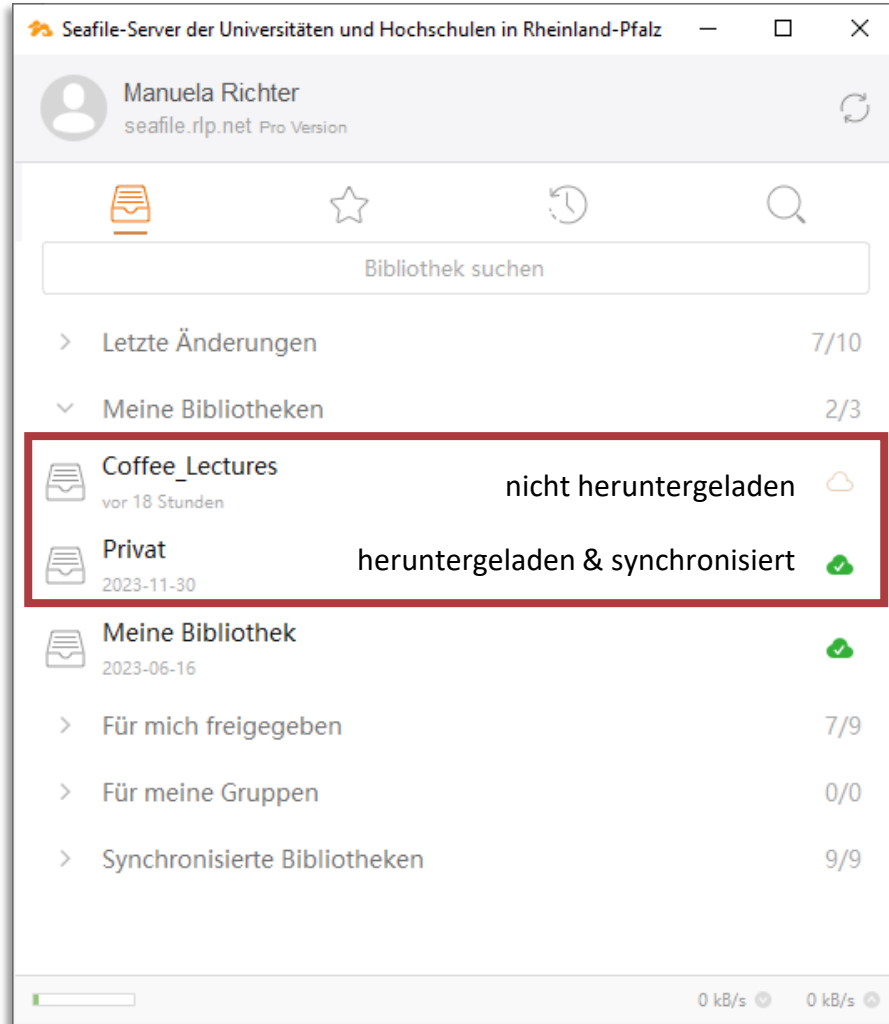 Seafile-Server der Universitäten und Hochschulen in Rheinland-Pfalz
Manuela Richter
seafile.rlp.net Pro Version
Bibliothek suchen
Letzte Änderungen 7/10
Meine Bibliotheken 2/3
Coffee_Lectures
vor 18 Stunden
nicht heruntergeladen
Privat
2023-11-30
heruntergeladen & synchronisiert
Meine Bibliothek
2023-06-16
Für mich freigegeben 7/9
Für meine Gruppen 0/0
Synchronisierte Bibliotheken 9/9
0 kB/s 0 kB/s